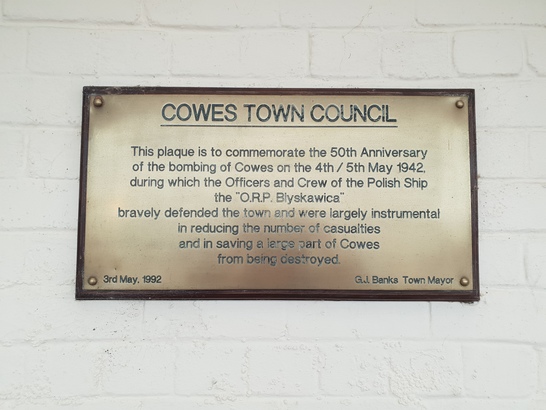 COWES TOWN COUNCIL
This plaque is to commemorate the 50th Anniversary
of the bombing of Cowes on the 4th / 5th May 1942,
during which the Officers and Crew of the Polish Ship
the "O.R.P. Blyskawica"
bravely defended the town and were largely instrumental
in reducing the number of casualties
and in saving a large part of Cowes
from being destroyed.
3rd May, 1992 G.J. Banks Town Mayor